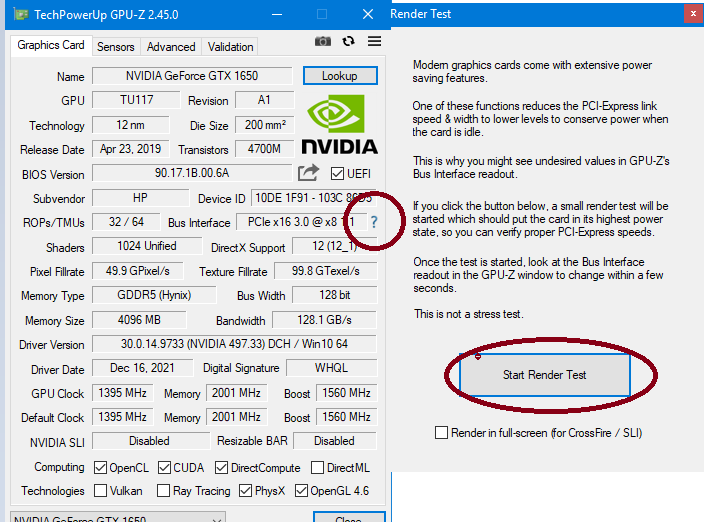 TechPowerUp GPU-Z 2.45.0
Graphics Card Sensors Advanced Validation
Name NVIDIA GeForce GTX 1650 Lookup
GPU TU117 Revision A1
Technology 12 nm Die Size 200 mm²
Release Date Apr 23, 2019 Transistors 4700M
NVIDIA
BIOS Version 90.17.1B.00.6A UEFI
Subvendor HP Device ID 10DE 1F91 - 103C
ROPs/TMUs 32 / 64 Bus Interface PCIe x16 3.0 @ x8 1.1 ?
Shaders 1024 Unified DirectX Support 12 (12_1)
Pixel Fillrate 49.9 GPixel/s Texture Fillrate 99.8 GTexel/s
Memory Type GDDR5 (Hynix) Bus Width 128 bit
Memory Size 4096 MB Bandwidth 128.1 GB/s
Driver Version 30.0.14.9733 (NVIDIA 497.33) DCH / Win10 64
Driver Date Dec 16, 2021 Digital Signature WHQL
GPU Clock 1395 MHz Memory 2001 MHz Boost 1560 MHz
Default Clock 1395 MHz Memory 2001 MHz Boost 1560 MHz
NVIDIA SLI Disabled Resizable BAR Disabled
Computing OpenCL CUDA DirectCompute DirectML
Technologies Vulkan Ray Tracing PhysX OpenGL 4.6
NVIDIA GeForce GTX 1650 Close
Render Test x
Modern graphics cards come with extensive power
saving features.
One of these functions reduces the PCI-Express link
speed & width to lower levels to conserve power when
the card is idle.
This is why you might see undesired values in GPU-Z's
Bus Interface readout.
If you click the button below, a small render test will be
started which should put the card in its highest power
state, so you can verify proper PCI-Express speeds.
Once the test is started, look at the Bus Interface
readout in the GPU-Z window to change within a few
seconds.
This is not a stress test.
Start Render Test
Render in full-screen (for CrossFire / SLI)